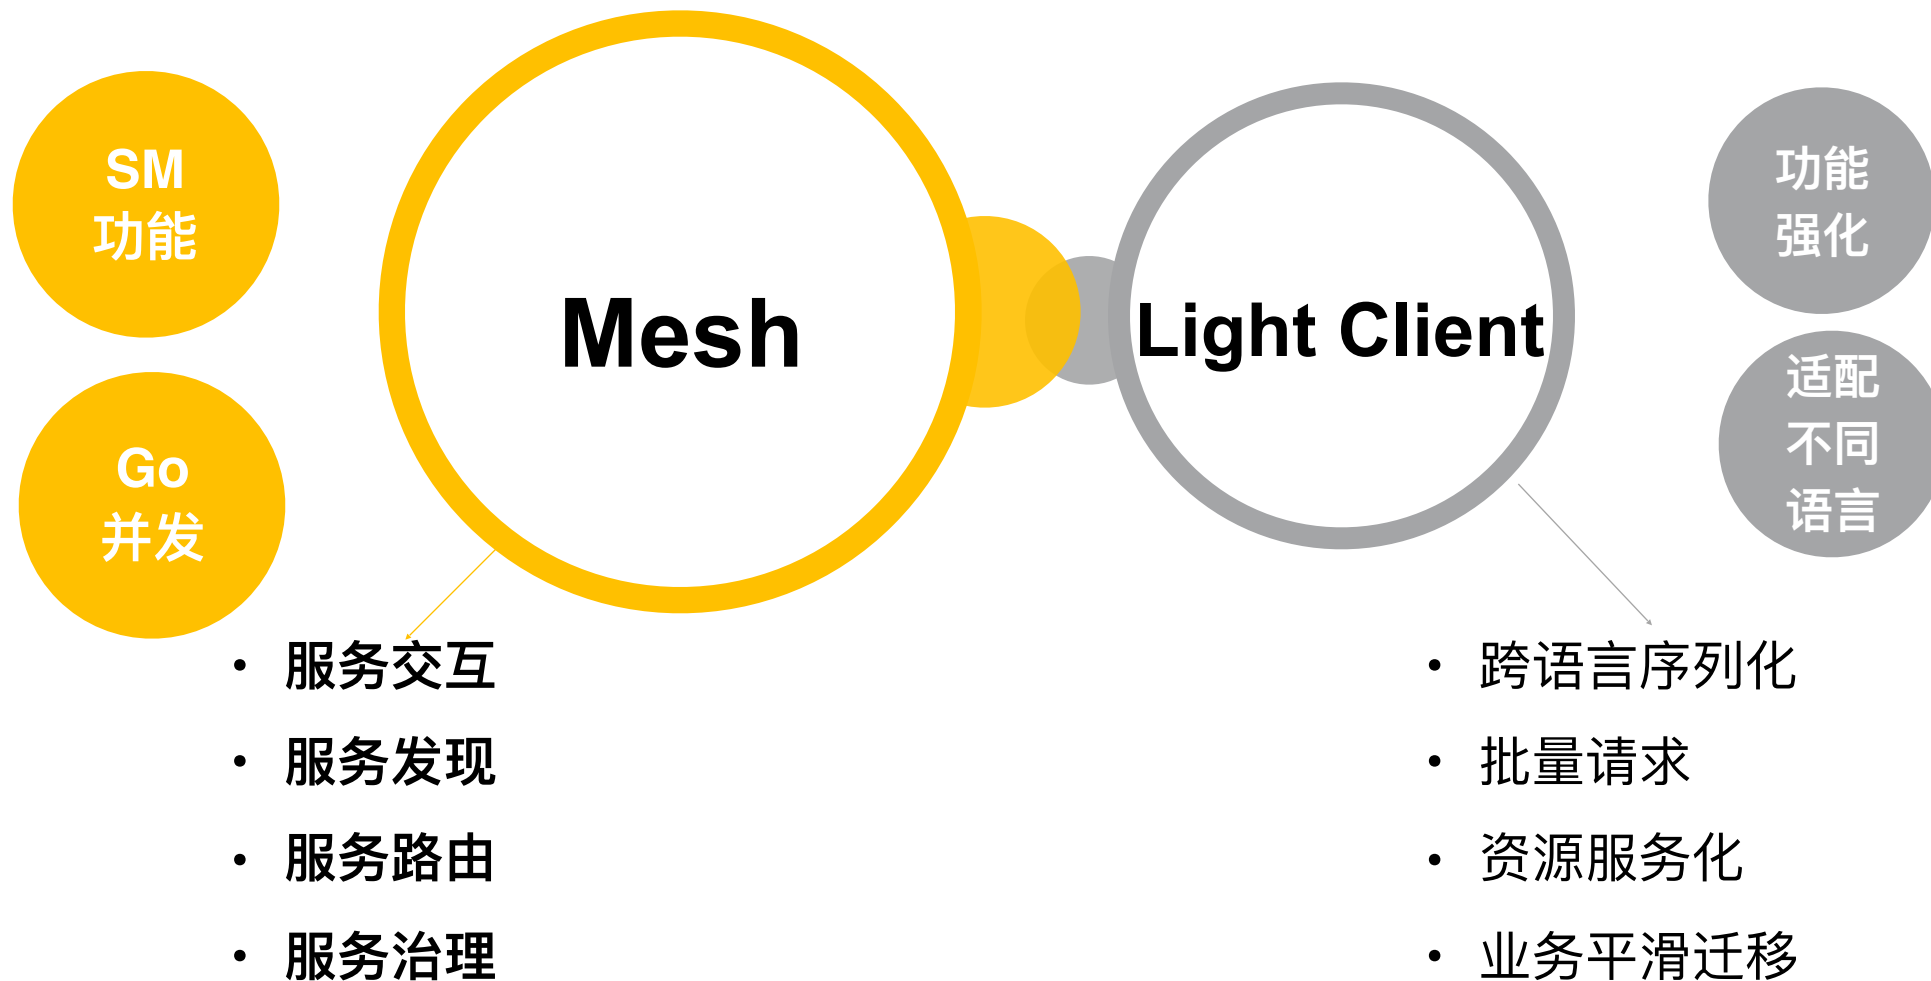 SM
功能
Go
并发
Mesh
Light Client
功能
强化
适配
不同
语言
• 服务交互
• 服务发现
• 服务路由
• 服务治理
• 跨语言序列化
• 批量请求
• 资源服务化
• 业务平滑迁移